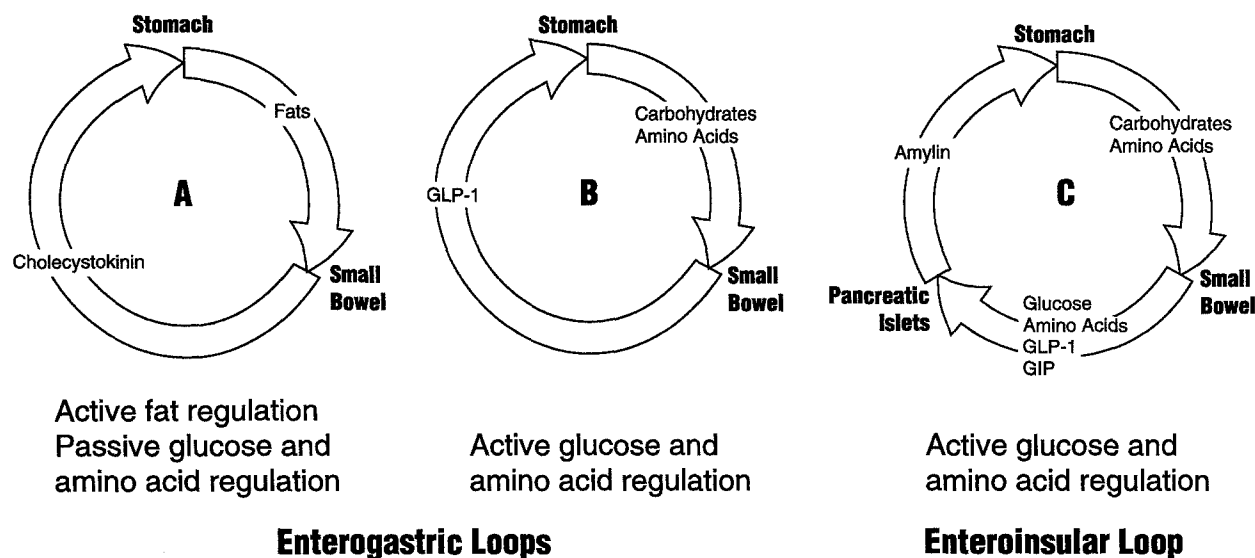 Stomach
Fats
A
Cholecystokinin
Small
Bowel
Active fat regulation
Passive glucose and
amino acid regulation
Stomach
Carbohydrates
Amino Acids
GLP-1
B
Small
Bowel
Active glucose and
amino acid regulation
Enterogastric Loops
Stomach
Carbohydrates
Amino Acids
Amylin
C
Small
Bowel
Pancreatic
Islets
Glucose
Amino Acids
GLP-1
GIP
Active glucose and
amino acid regulation
Enteroinsular Loop